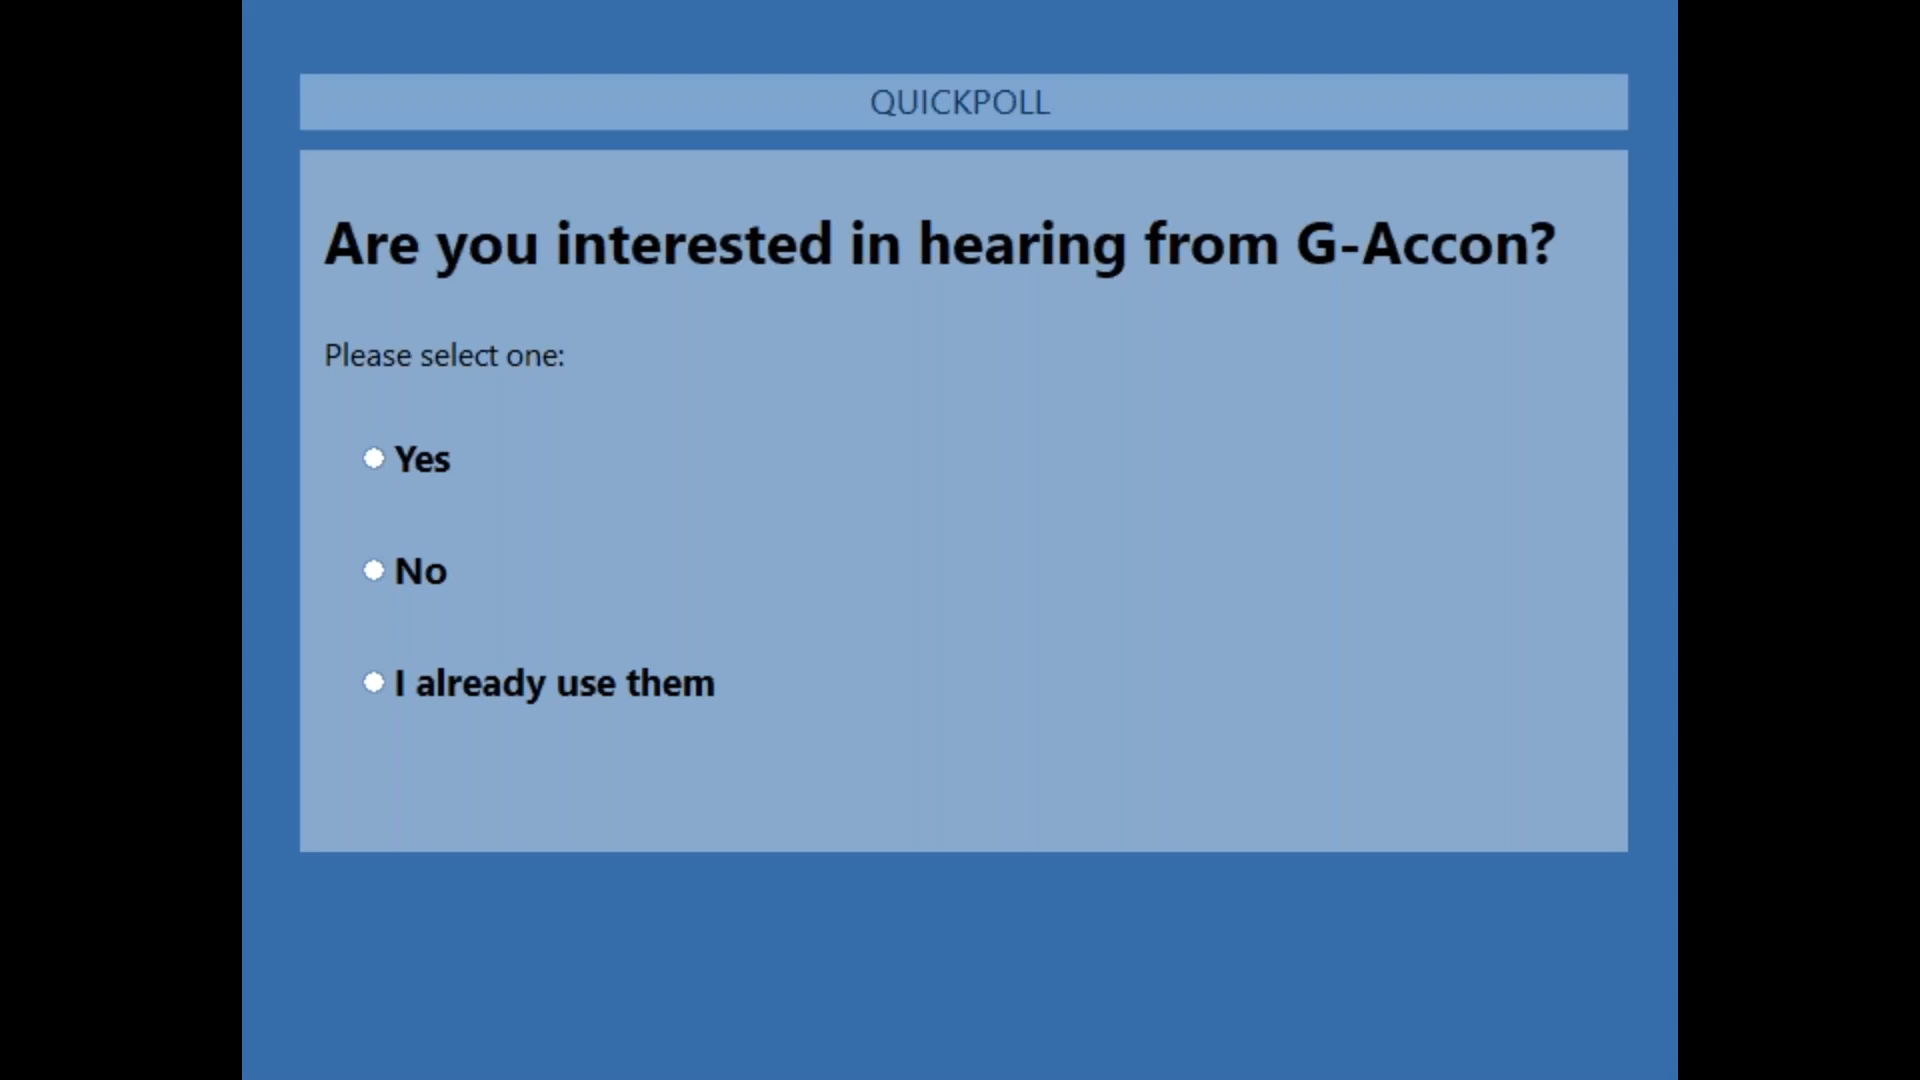 QUICKPOLL
Are you interested in hearing from G-Accon?
Please select one:
Yes
No
I already use them